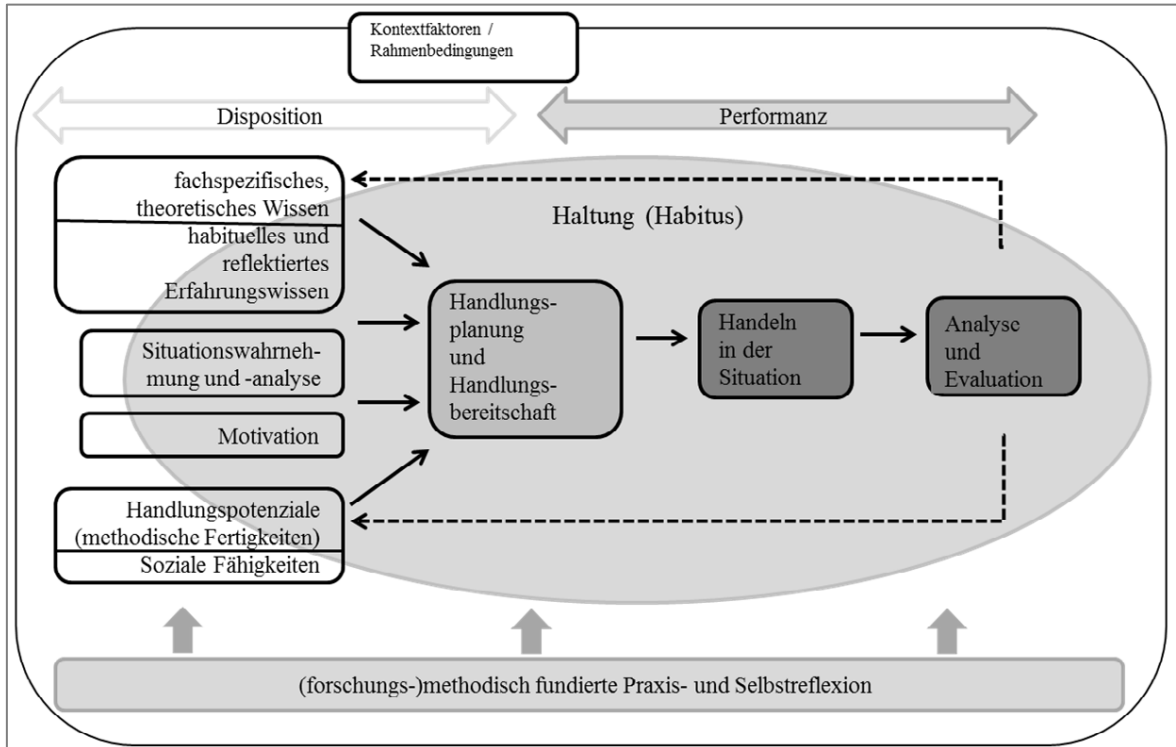 Kontextfaktoren /
Rahmenbedingungen
Disposition
Performanz
fachspezifisches,
theoretisches Wissen
habituelles und
reflektiertes
Erfahrungswissen
Situationswahrneh-
mung und -analyse
Motivation
Handlungspotenziale
(methodische Fertigkeiten)
Soziale Fähigkeiten
Haltung (Habitus)
Handlungs-
planung
und
Handlungs-
bereitschaft
Handeln
in der
Situation
Analyse
und
Evaluation
(forschungs-)methodisch fundierte Praxis- und Selbstreflexion